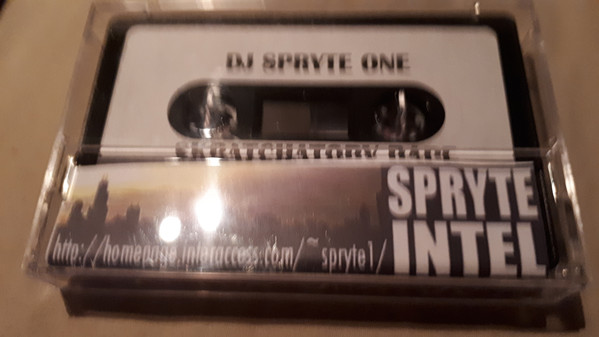 DJ SPRYTE ONE
SPRYTE
INTEL
http://homepage.interaccess.com/~spryte1/